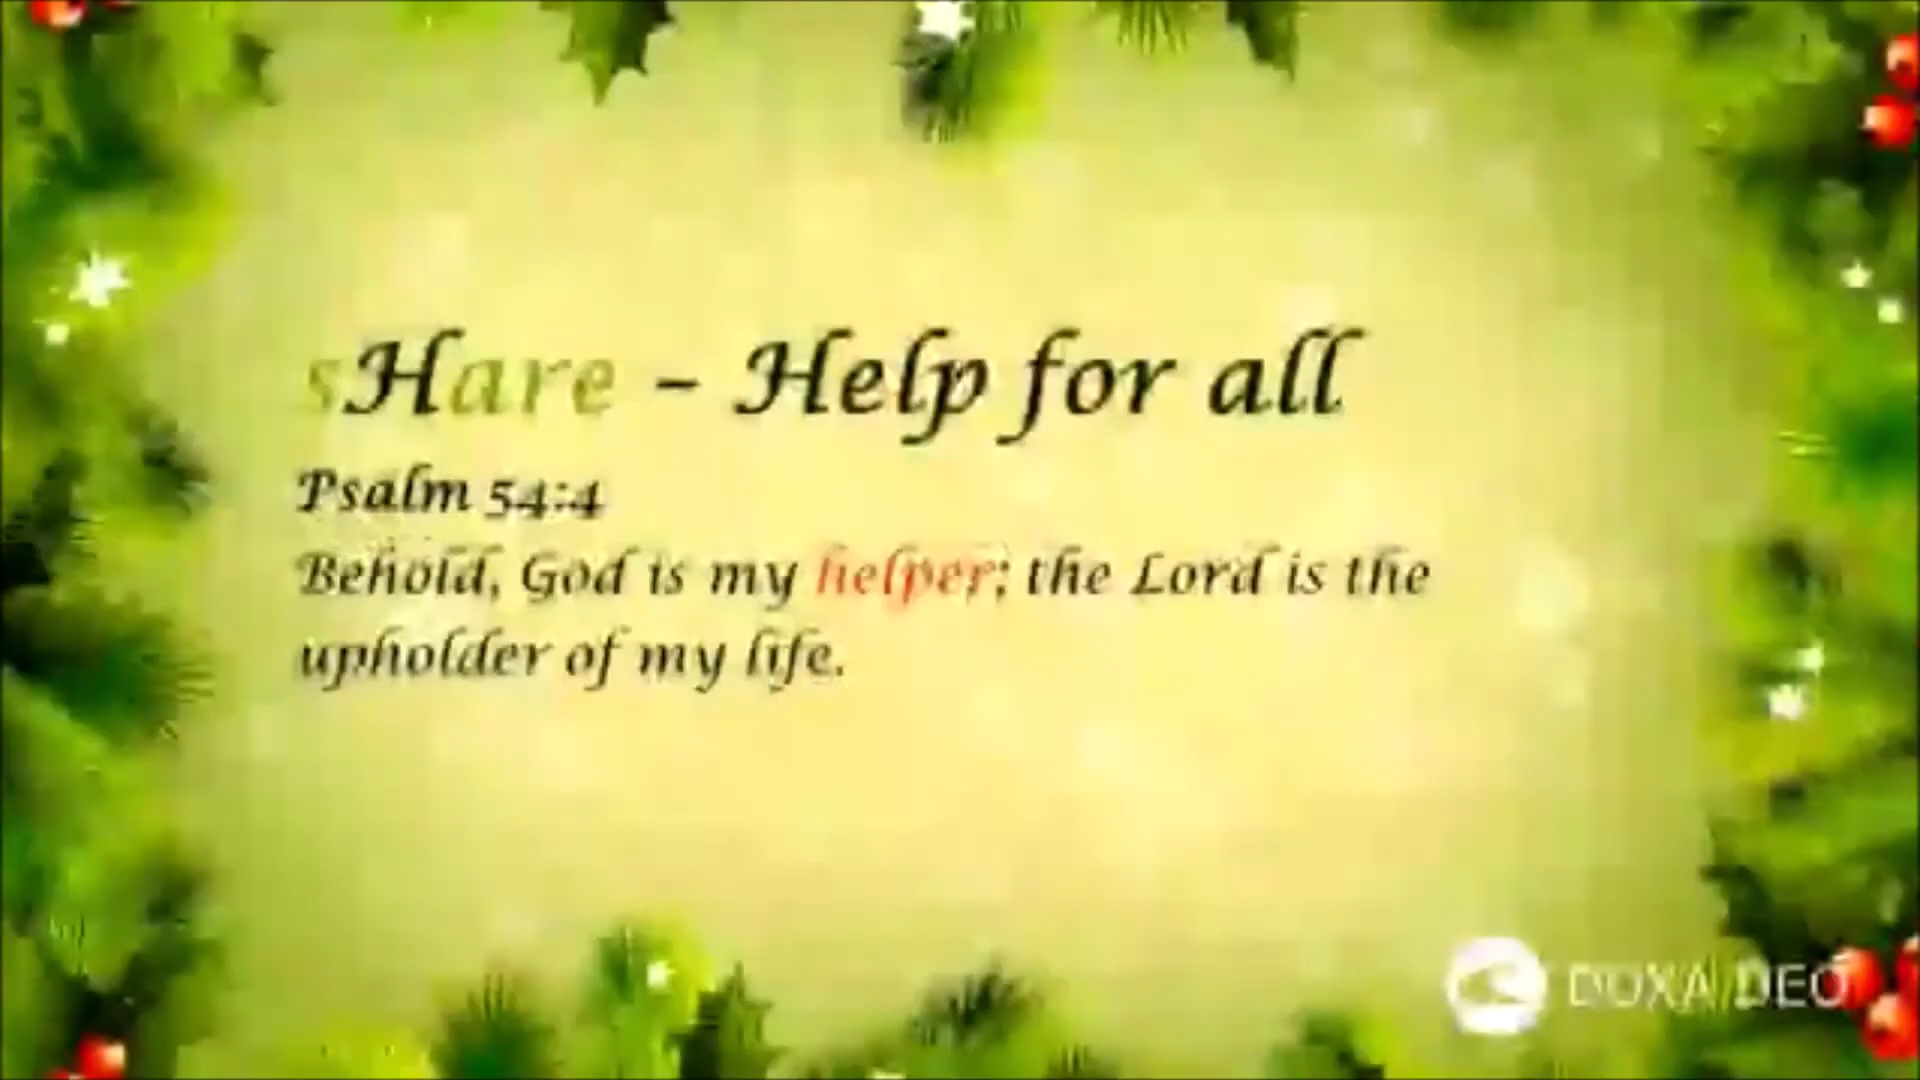 sHare – Help for all
Psalm 54:4
Behold, God is my helper; the Lord is the
upholder of my life.
DOXA DEO